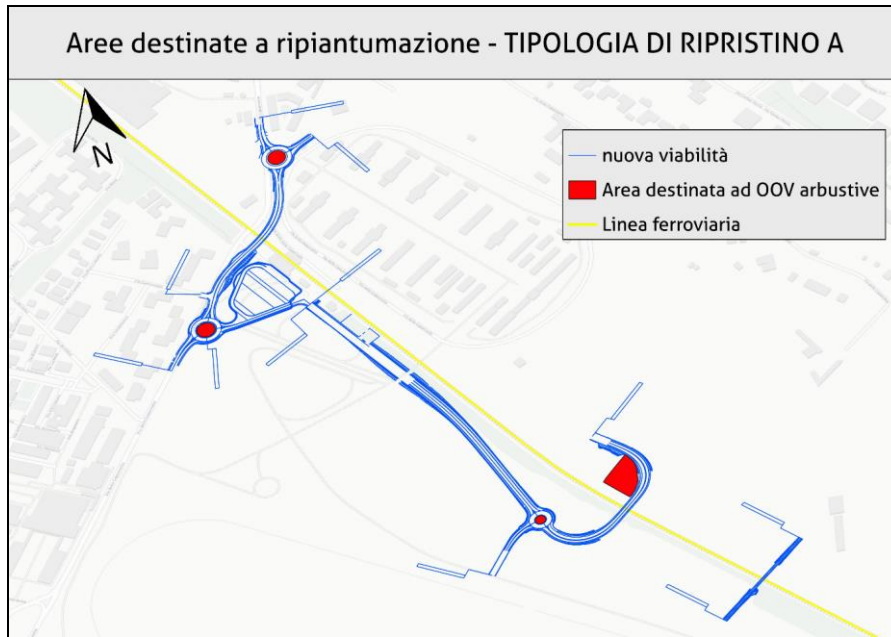 Aree destinate a ripiantumazione - TIPOLOGIA DI RIPRISTINO A
N
nuova viabilità
Area destinata ad OOV arbustive
Linea ferroviaria